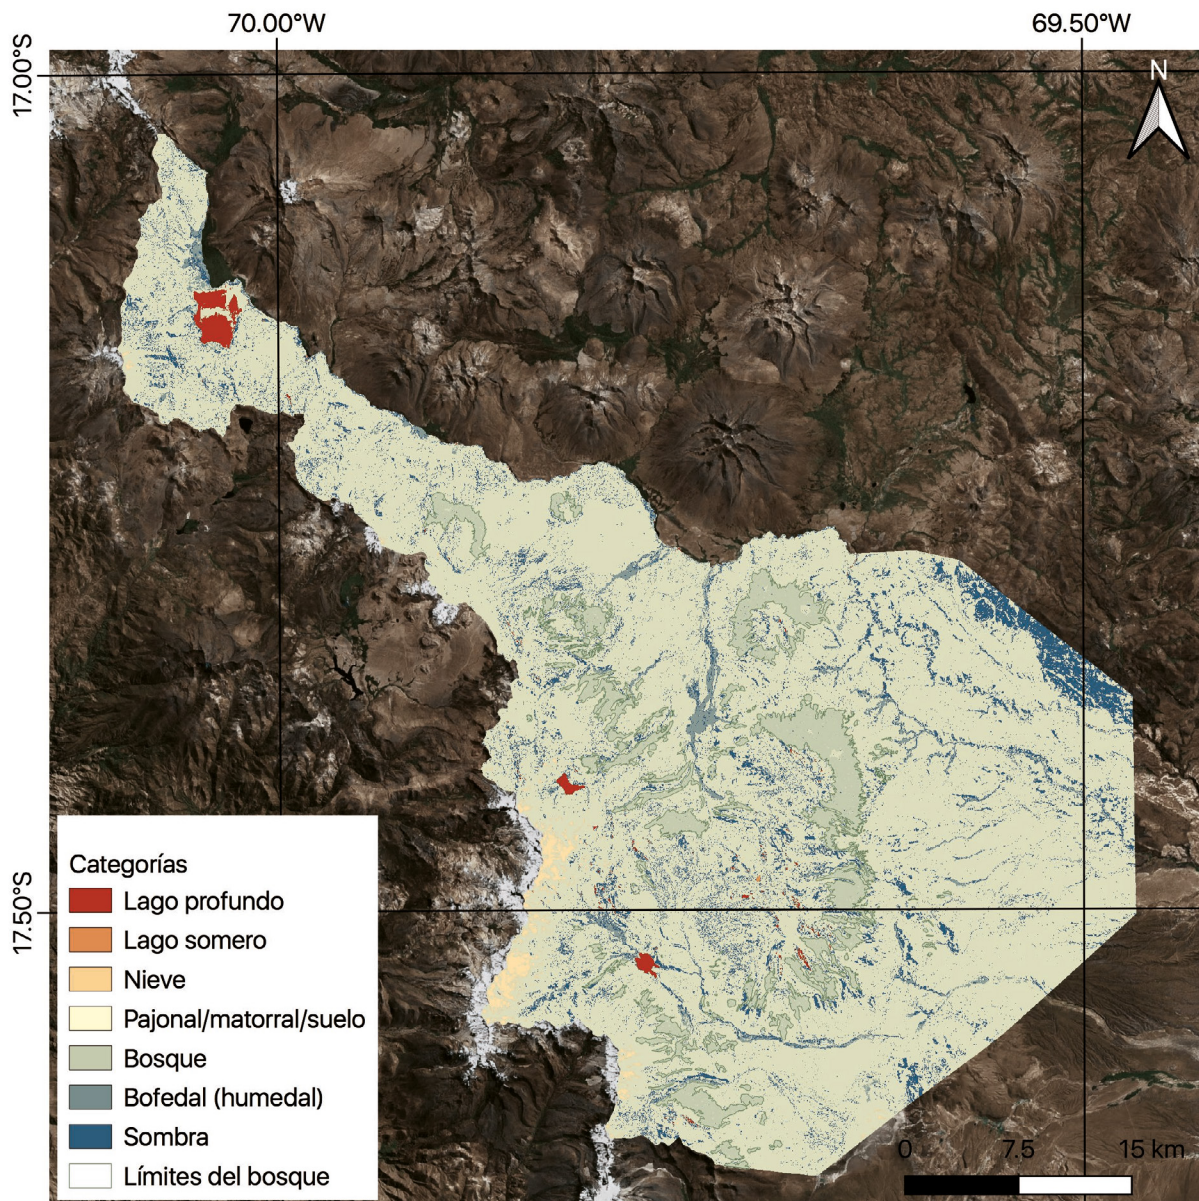 70.00°W
69.50°W
17.00°S
N
Categorías
Lago profundo
Lago somero
Nieve
Pajonal/matorral/suelo
Bosque
Bofedal (humedal)
Sombra
Límites del bosque
17.50°S
0
7.5
15 km